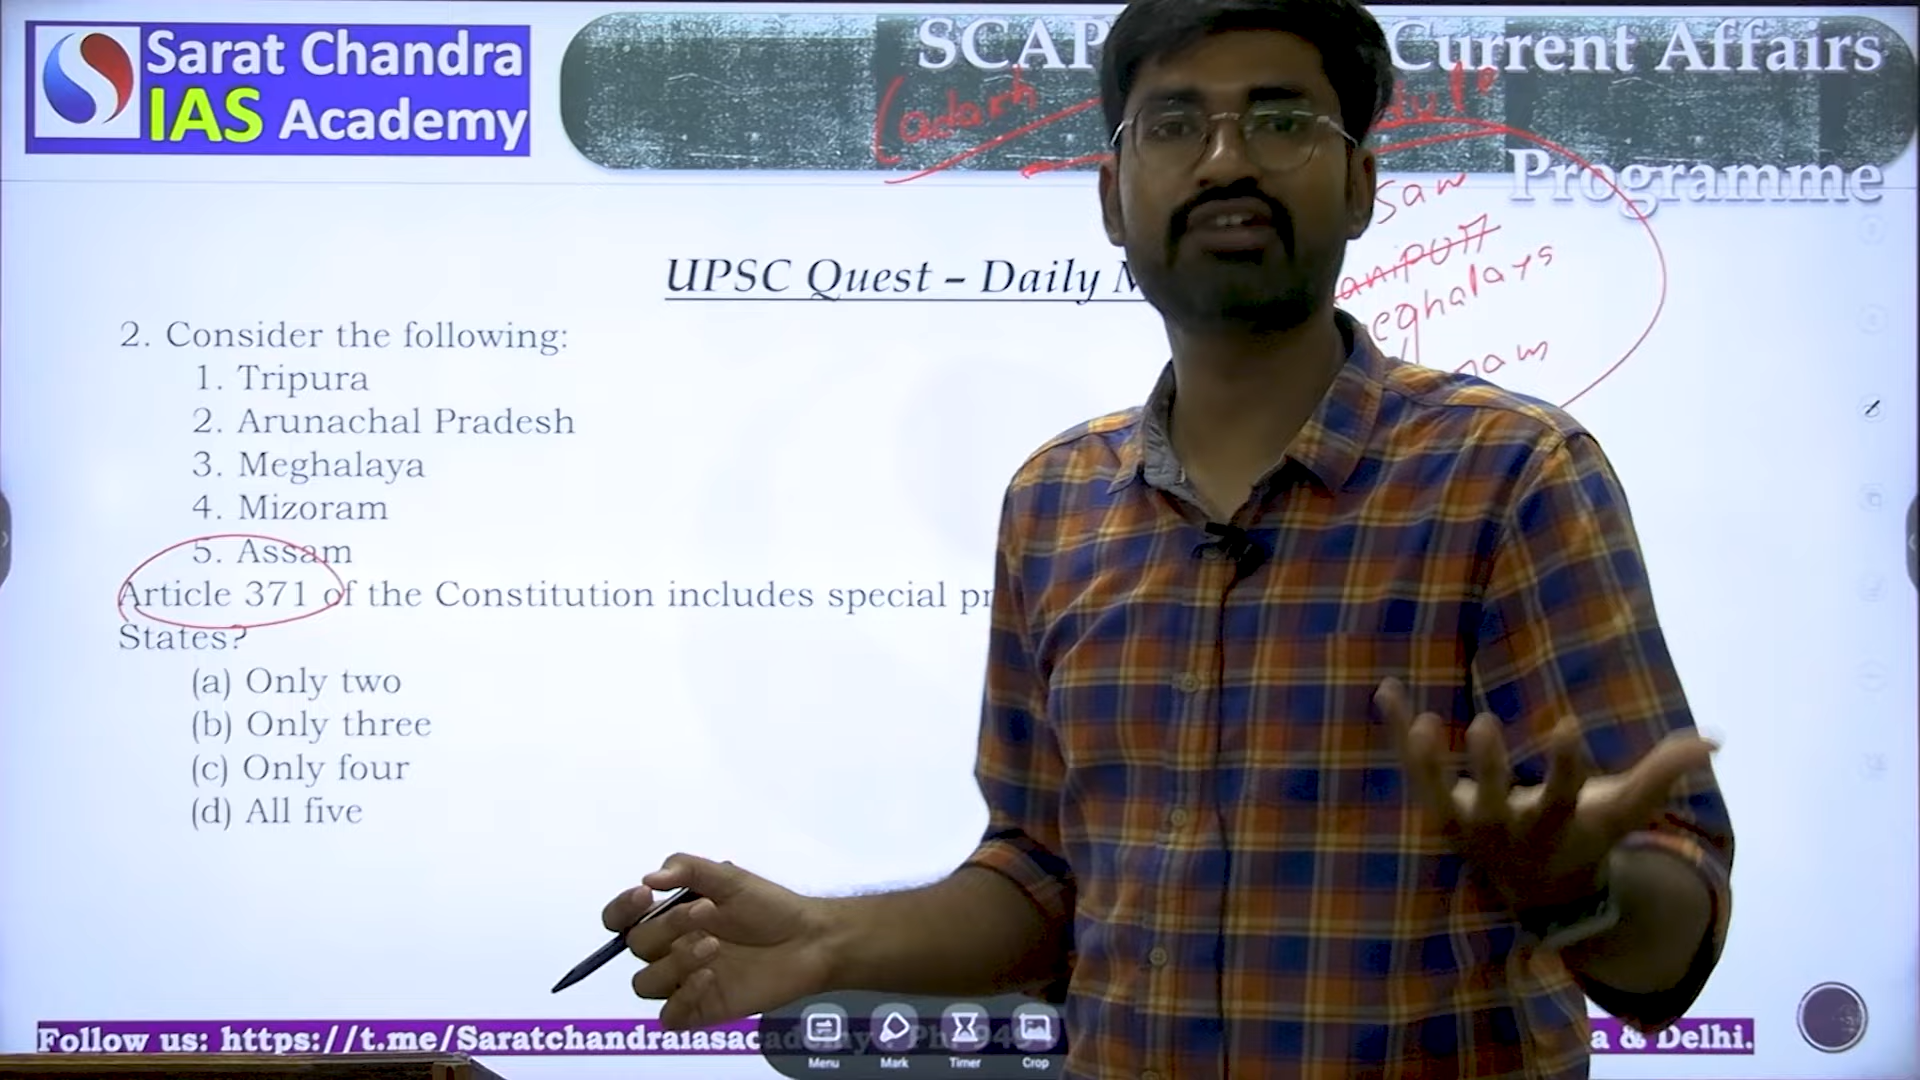 Sarat Chandra
IAS Academy
SCAP Current Affairs
Programme
UPSC Quest – Daily
2. Consider the following:
1. Tripura
2. Arunachal Pradesh
3. Meghalaya
4. Mizoram
5. Assam
Article 371 of the Constitution includes special
States?
(a) Only two
(b) Only three
(c) Only four
(d) All five
Follow us: https://t.me/Saratchandraiasacademy
& Delhi.
Menu Mark Timer Crop